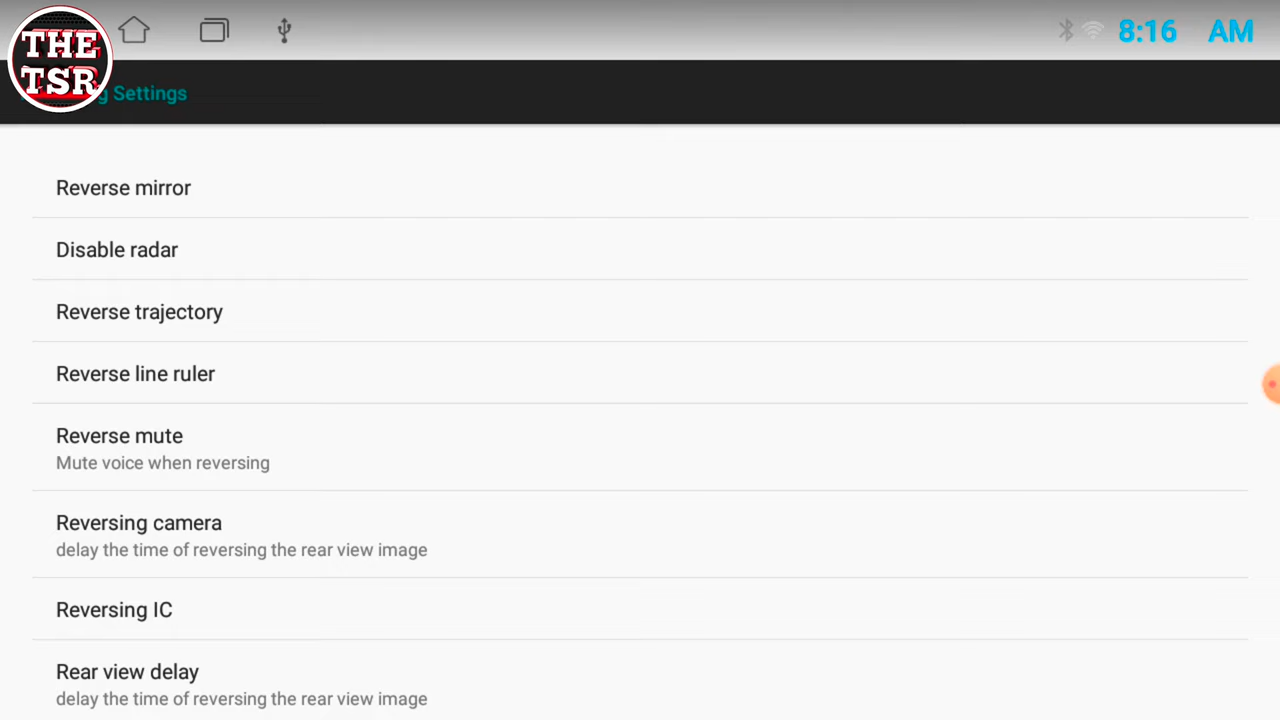 THE
TSR
8:16 AM
Settings
Reverse mirror
Disable radar
Reverse trajectory
Reverse line ruler
Reverse mute
Mute voice when reversing
Reversing camera
delay the time of reversing the rear view image
Reversing IC
Rear view delay
delay the time of reversing the rear view image